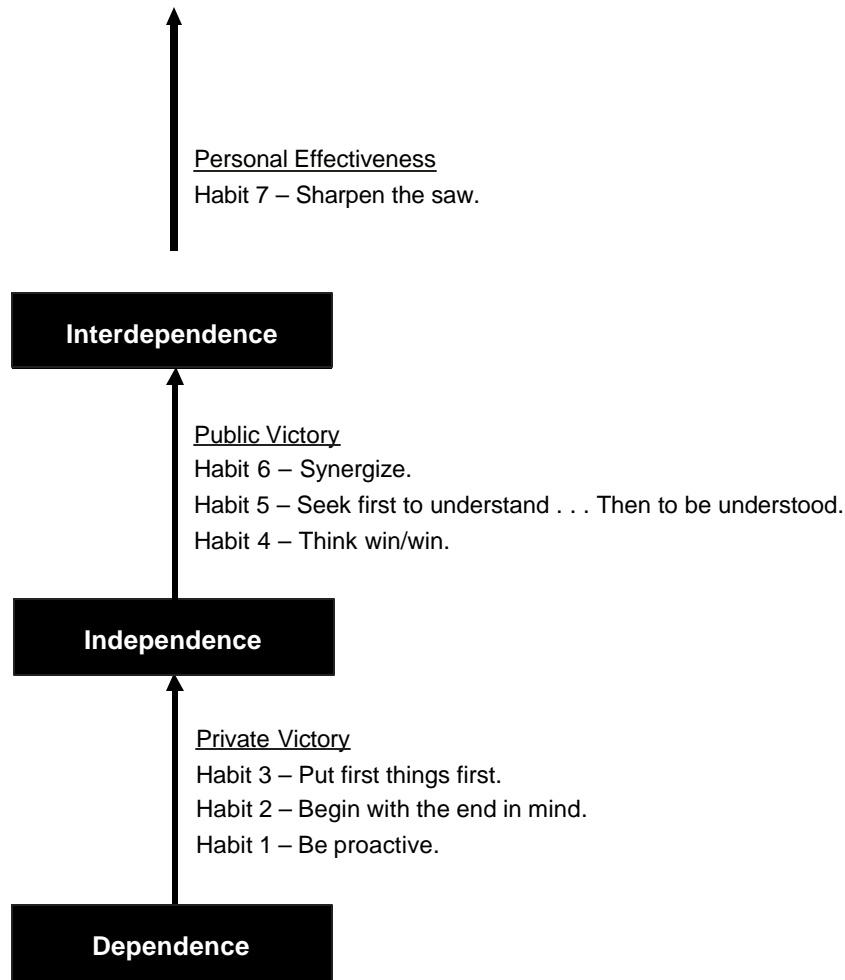 Personal Effectiveness
Habit 7 – Sharpen the saw.
Interdependence
Public Victory
Habit 6 – Synergize.
Habit 5 – Seek first to understand . . . Then to be understood.
Habit 4 – Think win/win.
Independence
Private Victory
Habit 3 – Put first things first.
Habit 2 – Begin with the end in mind.
Habit 1 – Be proactive.
Dependence